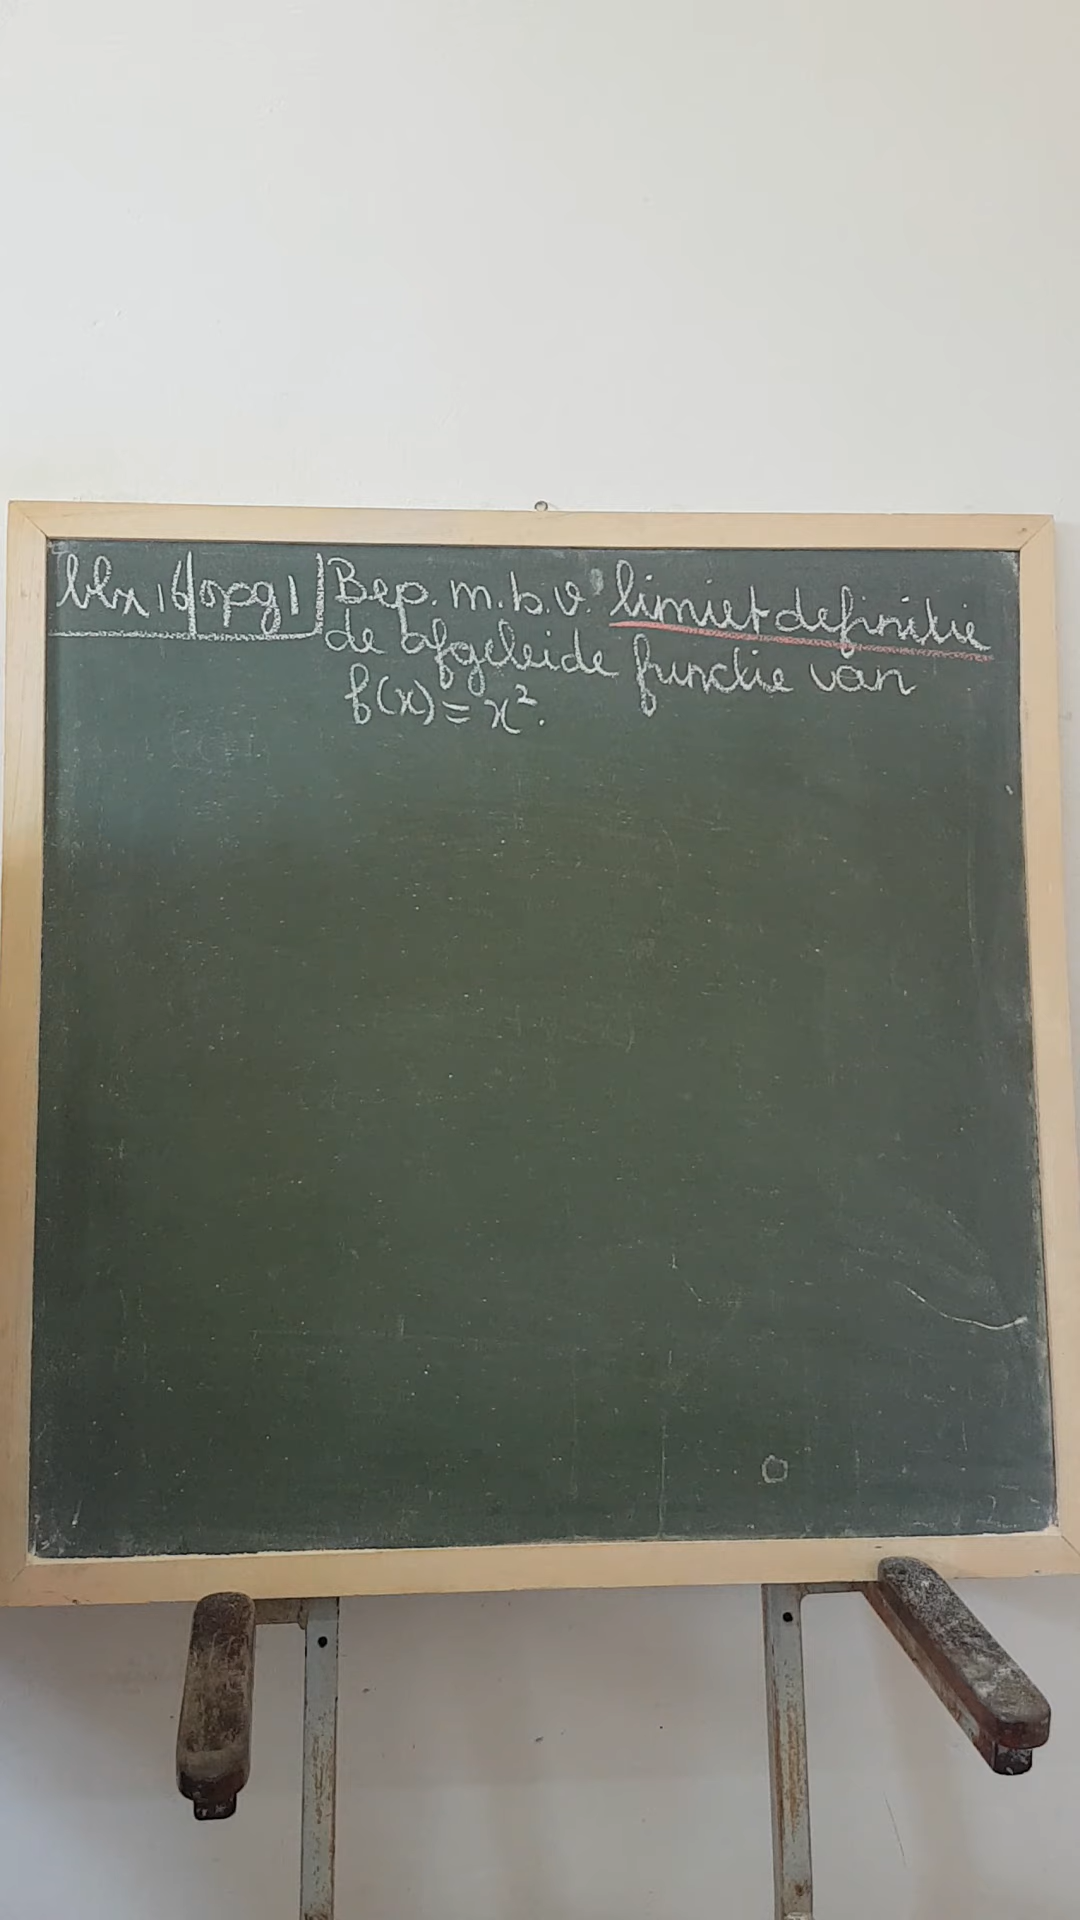 blz 16 opg 1 Bep. m.b.v. limietdefinitie
de afgeleide functie van
f(x) = x².